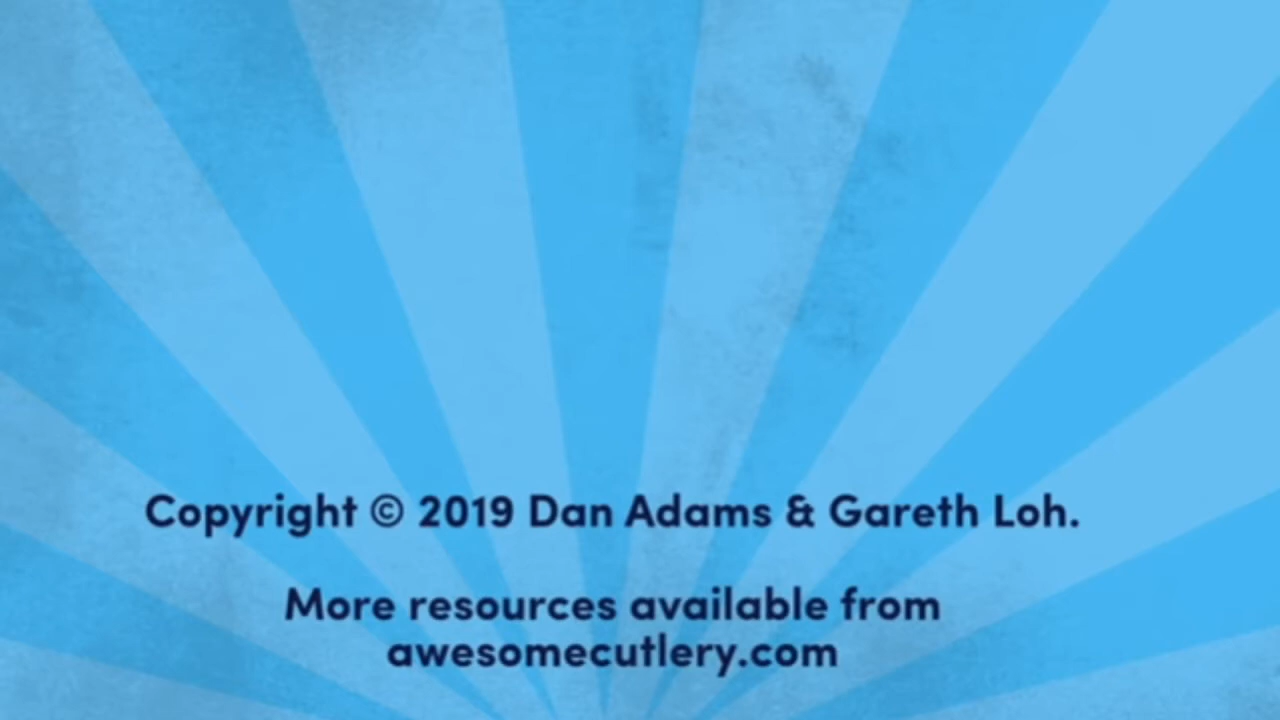 Copyright © 2019 Dan Adams & Gareth Loh.
More resources available from
awesomecutlery.com